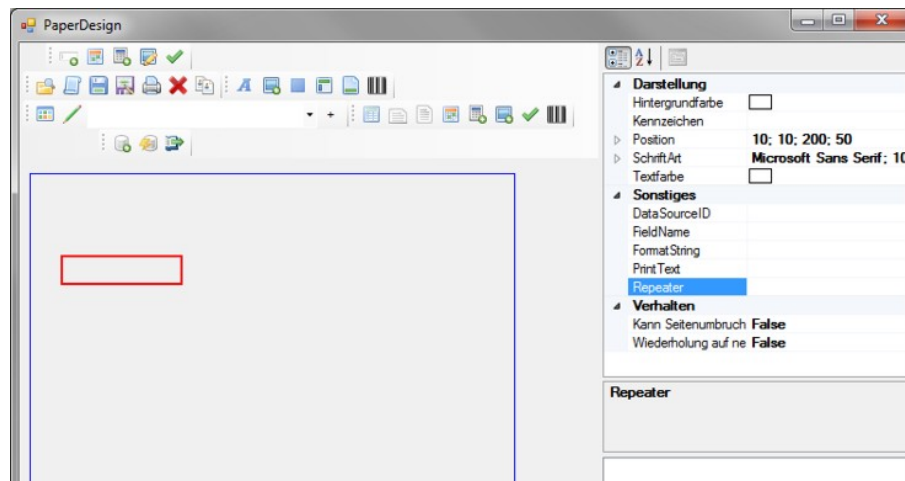 PaperDesign
Darstellung
Hintergrundfarbe
Kennzeichen
Position 10; 10; 200; 50
SchriftArt Microsoft Sans Serif; 10
Textfarbe
Sonstiges
DataSourceID
FieldName
FormatString
PrintText
Repeater
Verhalten
Kann Seitenumbruch False
Wiederholung auf ne False
Repeater